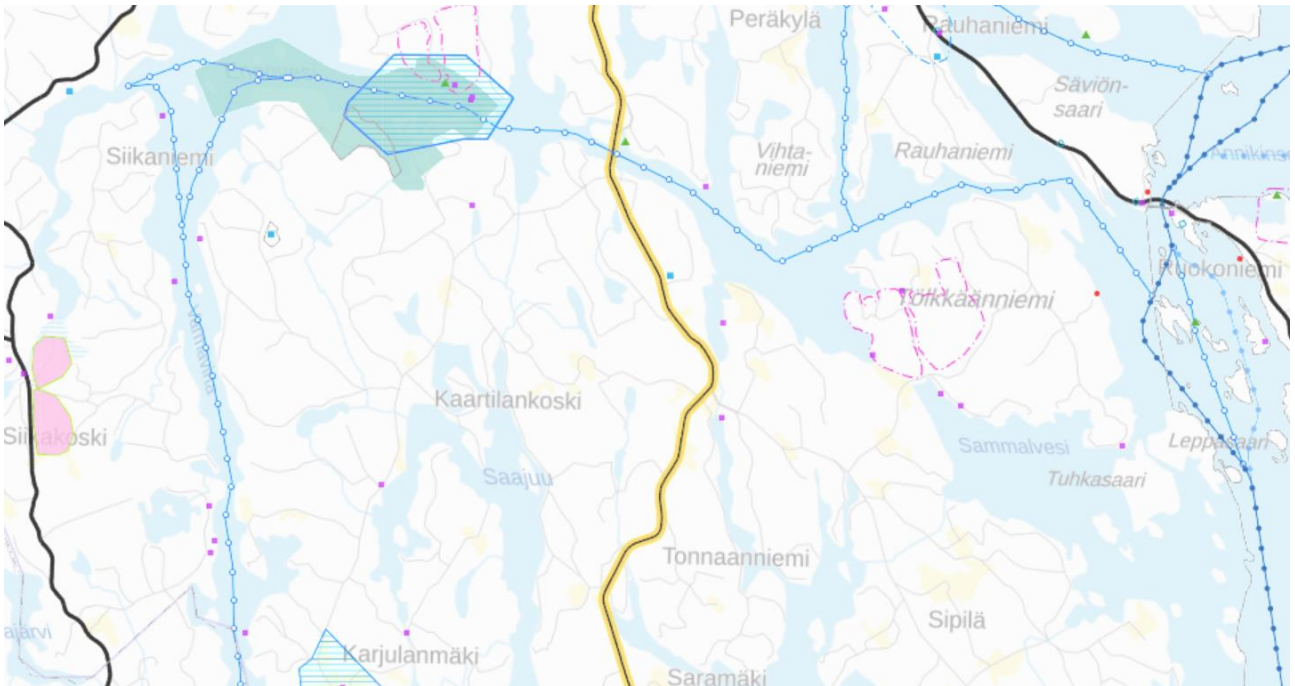 Peräkylä
Rauhaniemi
Säviön-
saari
Siikaniemi
Vihta-
niemi
Rauhaniemi
Ruokoniemi
Tölkkäänniemi
Kaartilankoski
Siikakoski
Sammalvesi
Leppäsaari
Saajuu
Tuhkasaari
Tonnaanniemi
Sipilä
Karjulanmäki
Saramäki